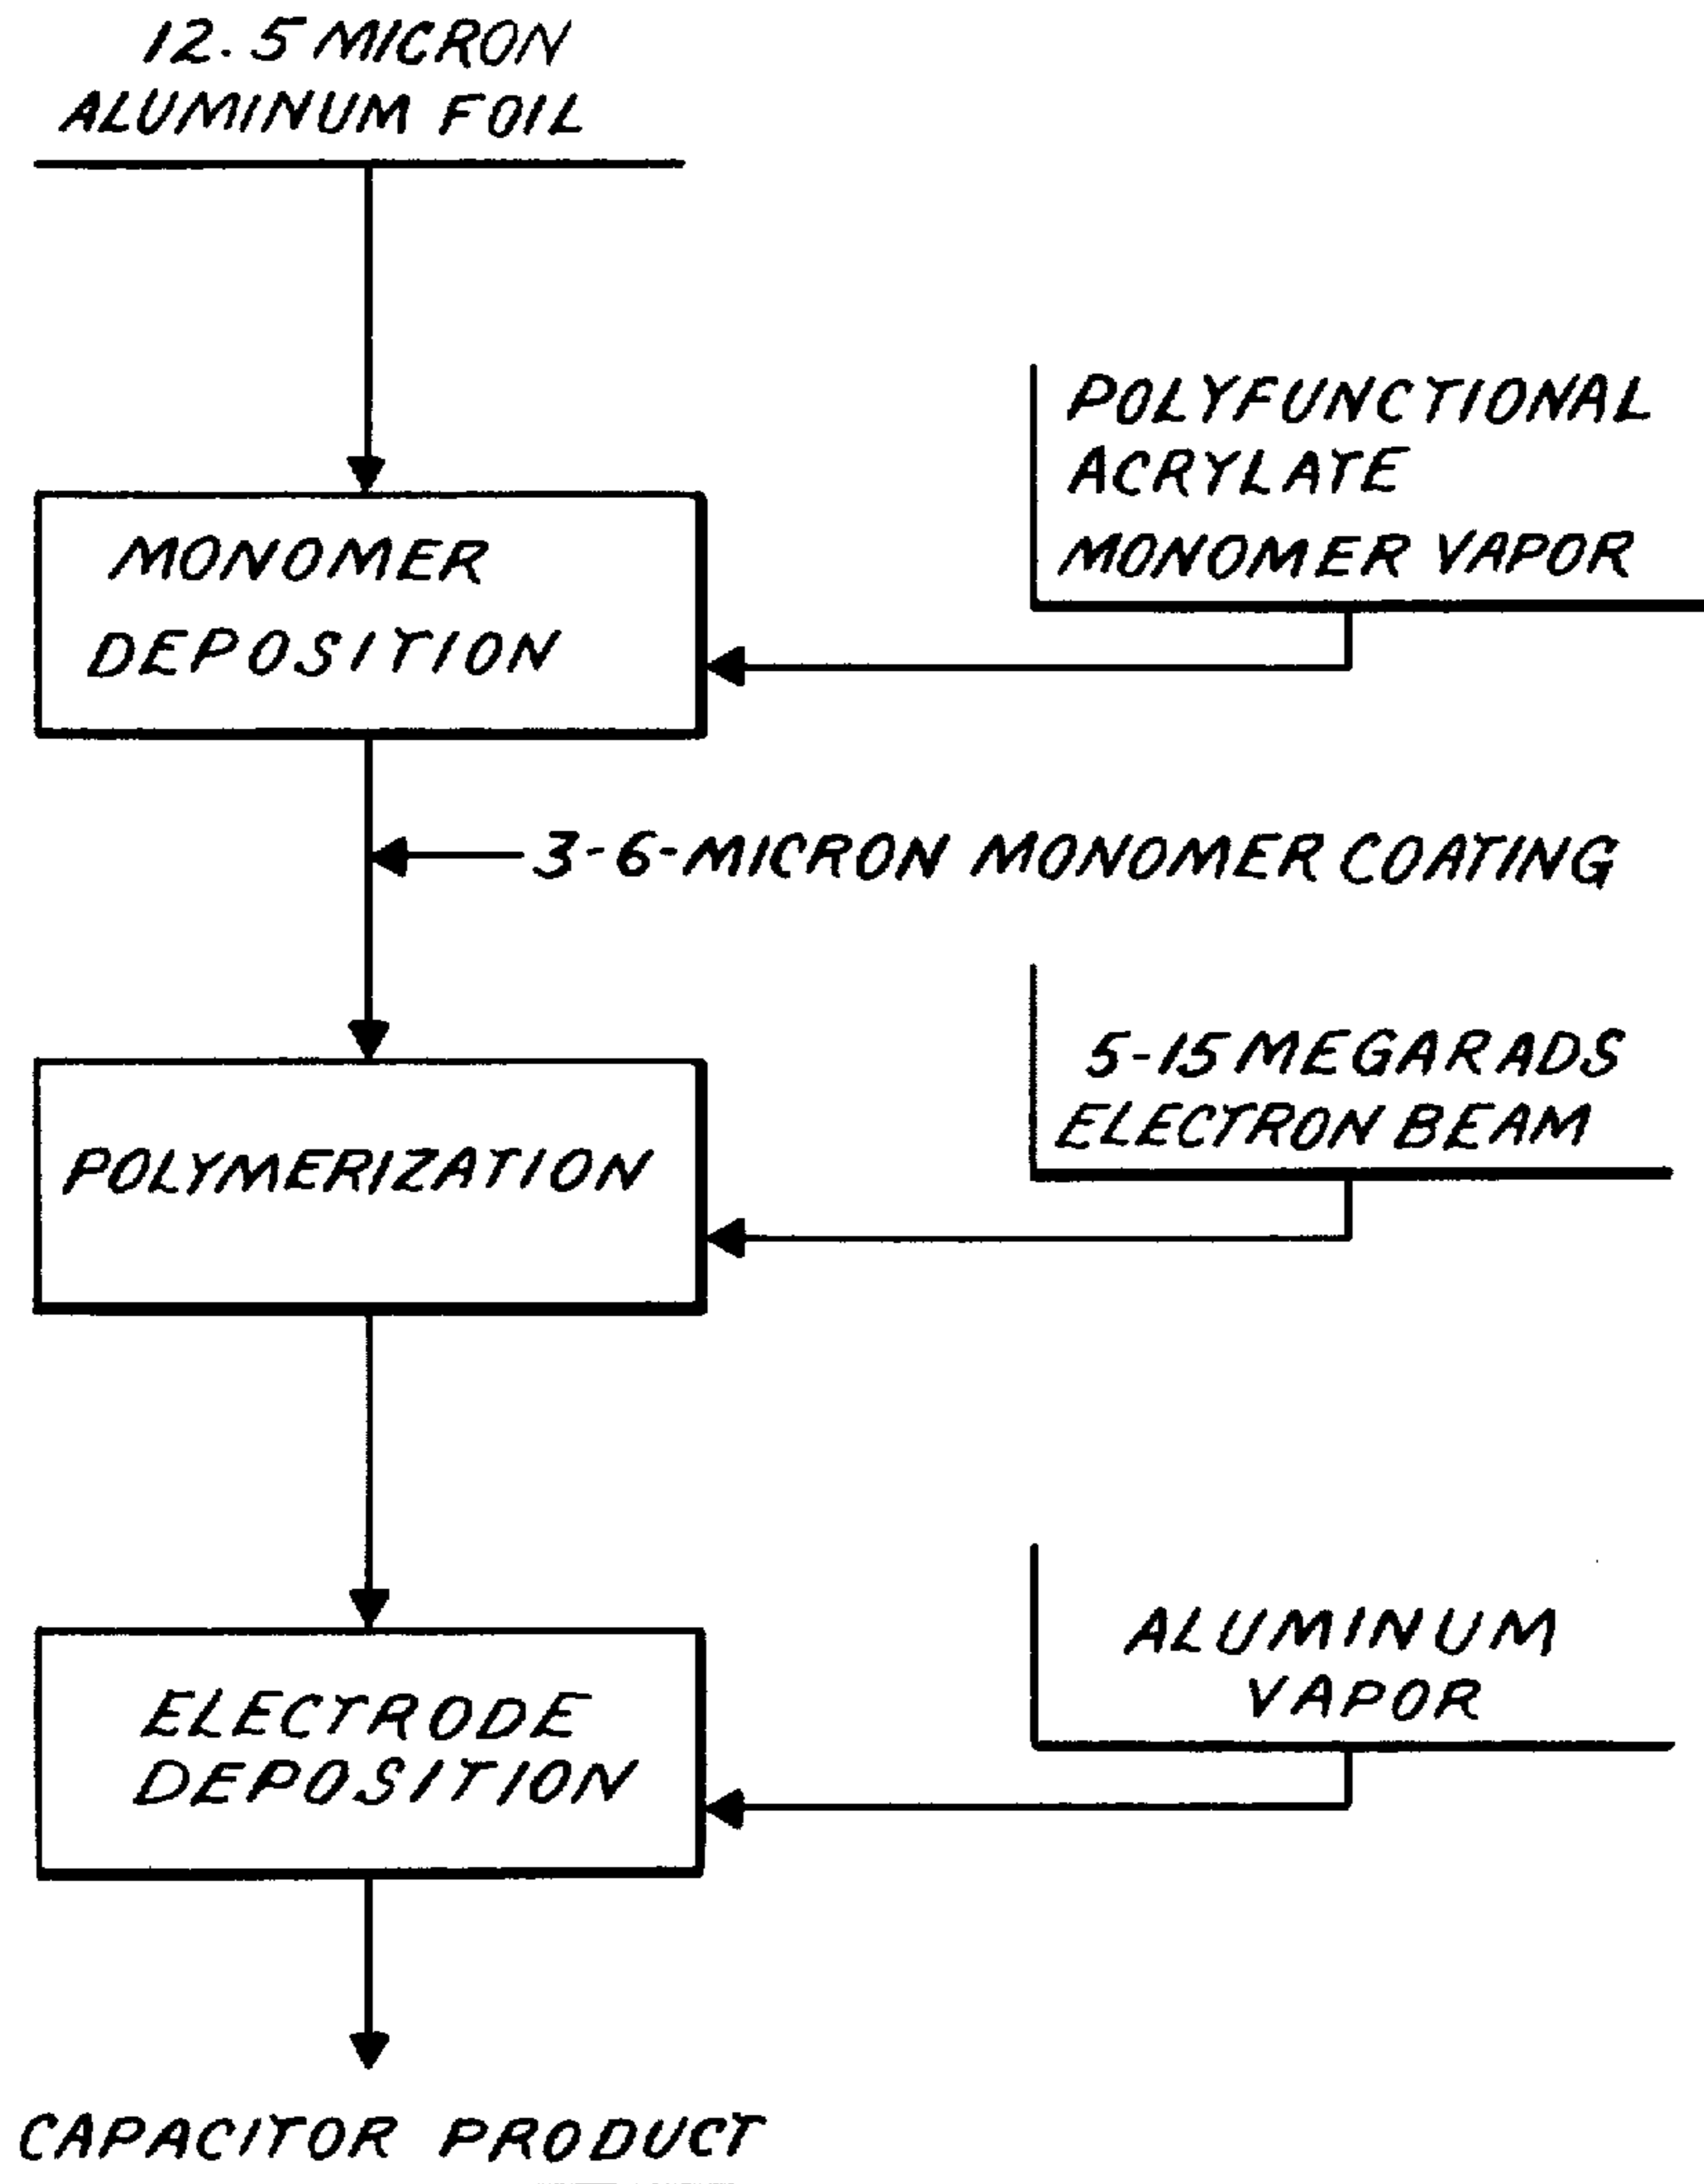 12.5 MICRON
ALUMINUM FOIL
POLYFUNCTIONAL
ACRYLATE
MONOMER VAPOR
MONOMER
DEPOSITION
3-6-MICRON MONOMER COATING
5-15 MEGARADS
ELECTRON BEAM
POLYMERIZATION
ALUMINUM
VAPOR
ELECTRODE
DEPOSITION
CAPACITOR PRODUCT